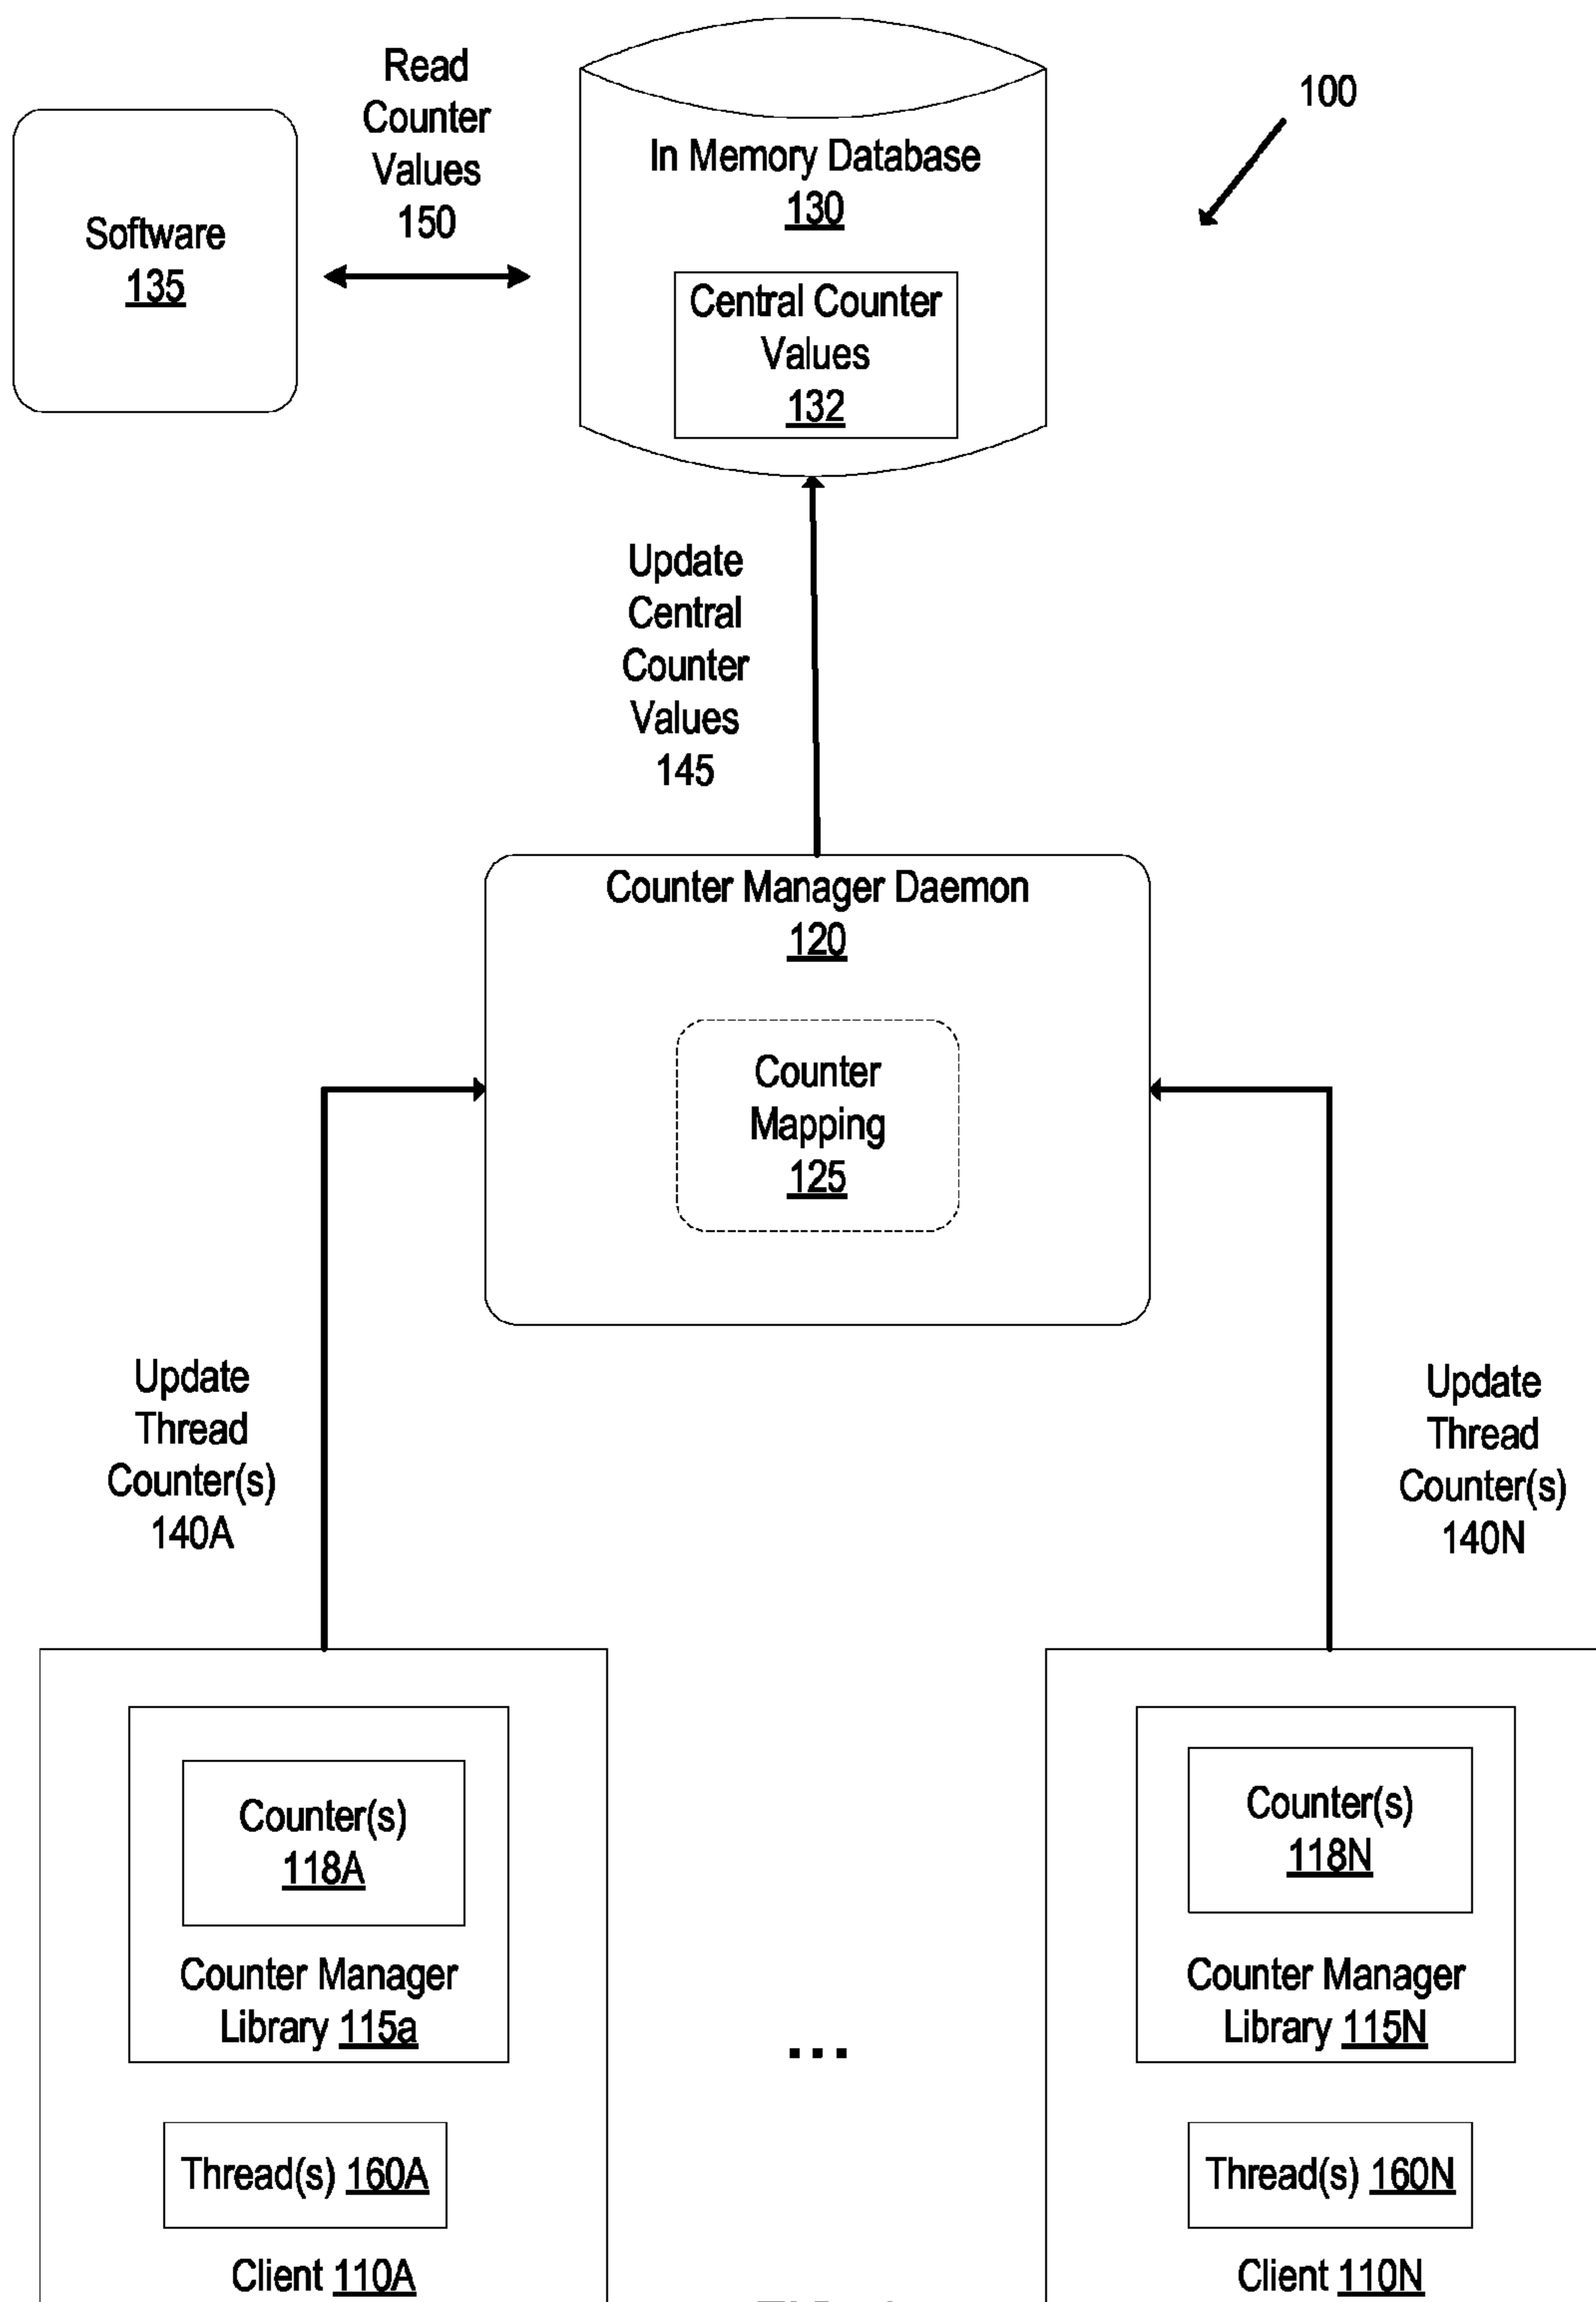 Read
Counter
Values
150
100
In Memory Database
130
Software
135
Central Counter
Values
132
Update
Central
Counter
Values
145
Counter Manager Daemon
120
Counter
Mapping
125
Update
Thread
Counter(s)
140A
Update
Thread
Counter(s)
140N
Counter(s)
118A
Counter Manager
Library 115a
Thread(s) 160A
Client 110A
...
Counter(s)
118N
Counter Manager
Library 115N
Thread(s) 160N
Client 110N